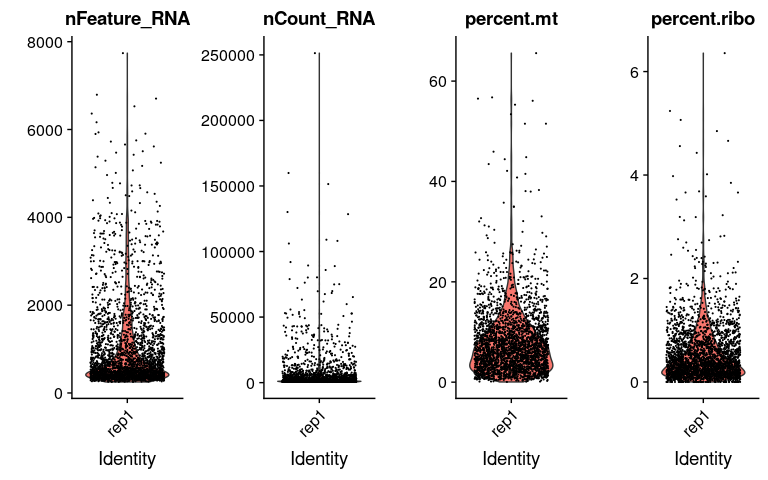 nFeature_RNA
8000
6000
4000
2000
0
rep1
Identity
nCount_RNA
250000
200000
150000
100000
50000
0
rep1
Identity
percent.mt
60
40
20
0
rep1
Identity
percent.ribo
6
4
2
0
rep1
Identity